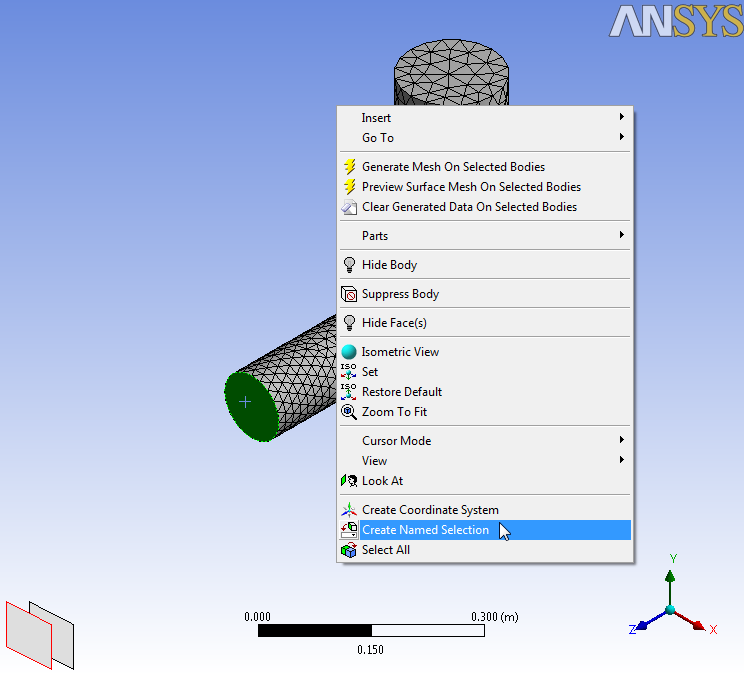 ANSYS
Insert
Go To
Generate Mesh On Selected Bodies
Preview Surface Mesh On Selected Bodies
Clear Generated Data On Selected Bodies
Parts
Hide Body
Suppress Body
Hide Face(s)
Isometric View
ISO Set
ISO Restore Default
Zoom To Fit
Cursor Mode
View
Look At
Create Coordinate System
Create Named Selection
Select All
Y
Z X
0.000 0.300 (m)
0.150